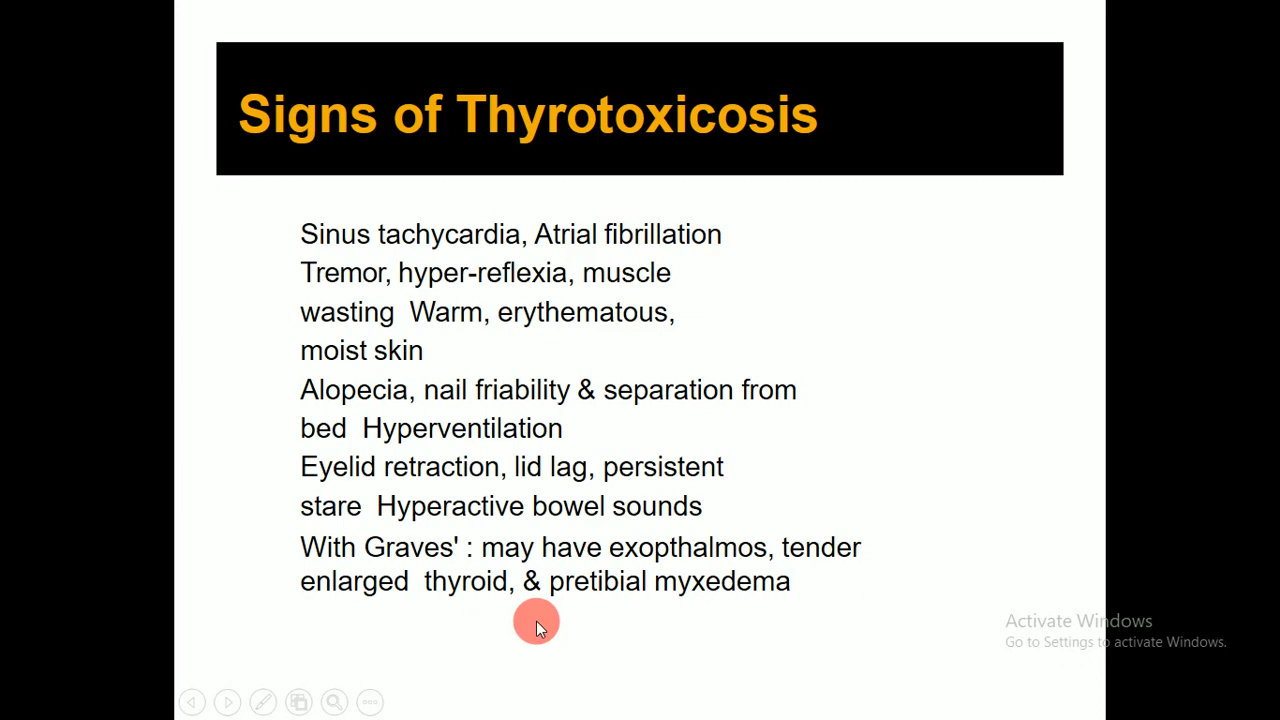 Signs of Thyrotoxicosis
Sinus tachycardia, Atrial fibrillation
Tremor, hyper-reflexia, muscle
wasting  Warm, erythematous,
moist skin
Alopecia, nail friability & separation from
bed  Hyperventilation
Eyelid retraction, lid lag, persistent
stare  Hyperactive bowel sounds
With Graves' : may have exopthalmos, tender
enlarged  thyroid, & pretibial myxedema
Activate Windows
Go to Settings to activate Windows.